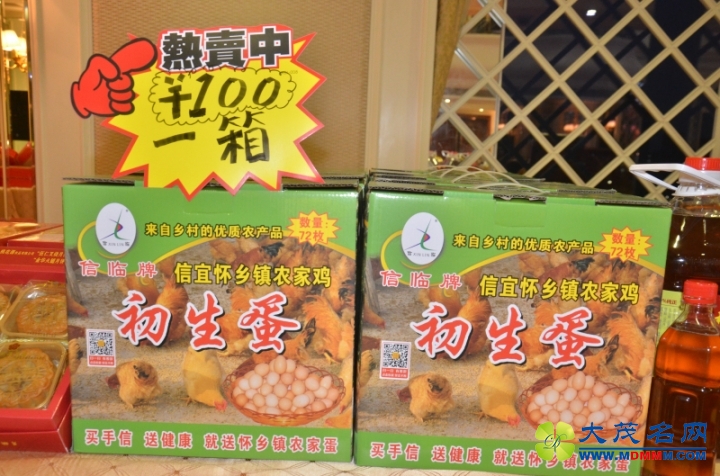 熱賣中
¥100
一箱
来自乡村的优质农产品
数量:
72枚
信临牌
信宜怀乡镇农家鸡
初生蛋
买手信 送健康 就送怀乡镇农家蛋
来自乡村的优质农产品
数量:
72枚
信临牌
信宜怀乡镇农家鸡
初生蛋
买手信 送健康 就送怀乡镇农家蛋
大茂名网
WWW.MDMMM.COM